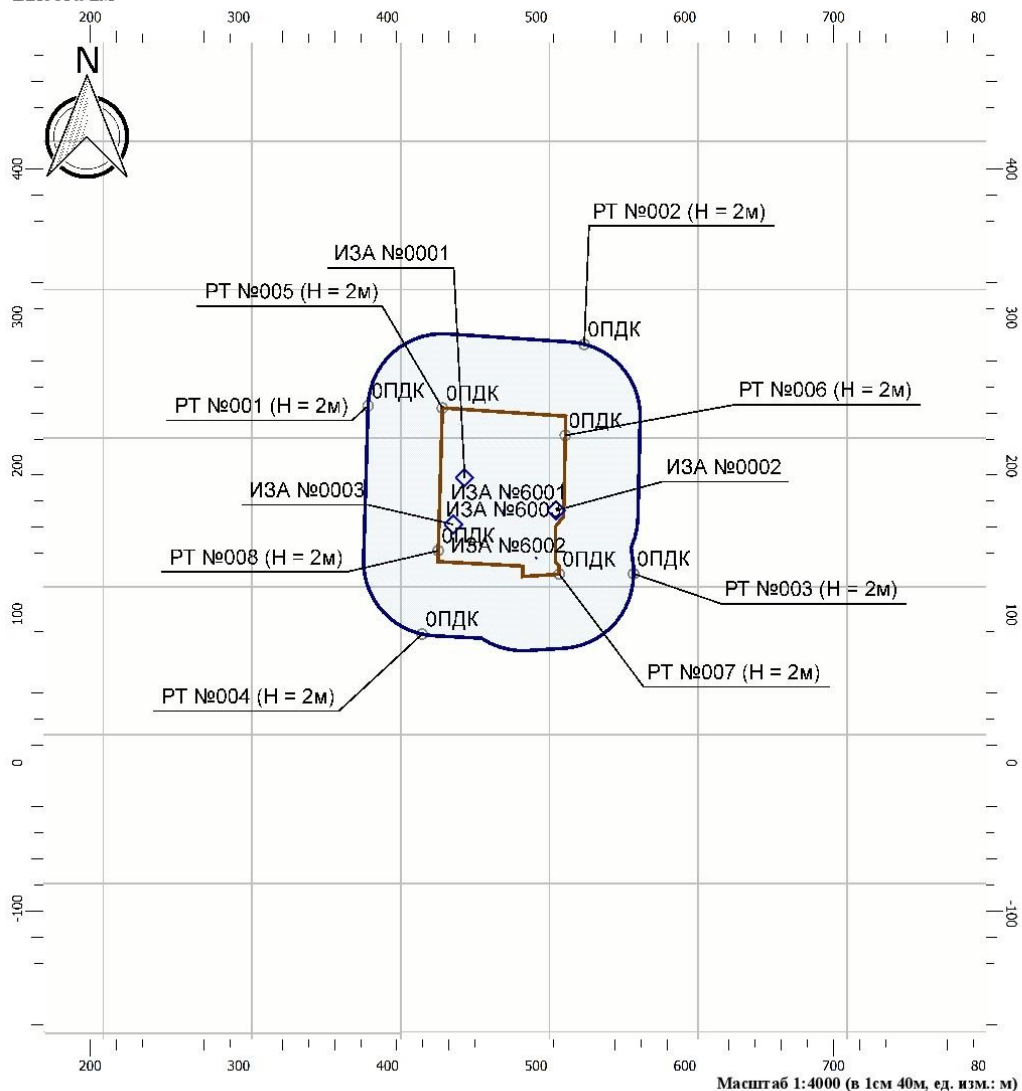 200 300 400 500 600 700 80
N
400 400
РТ №002 (Н = 2м)
ИЗА №0001
РТ №005 (Н = 2м)
300 300
0ПДК
РТ №006 (Н = 2м)
0ПДК 0ПДК
РТ №001 (Н = 2м)
0ПДК
200 200
ИЗА №0002
ИЗА №0003
ИЗА №6001
0ПДК
ИЗА №6002
РТ №008 (Н = 2м)
0ПДК 0ПДК
РТ №003 (Н = 2м)
100 100
0ПДК
РТ №007 (Н = 2м)
РТ №004 (Н = 2м)
0 0
-100 -100
200 300 400 500 600 700 80
Масштаб 1:4000 (в 1см 40м, ед. изм.: м)